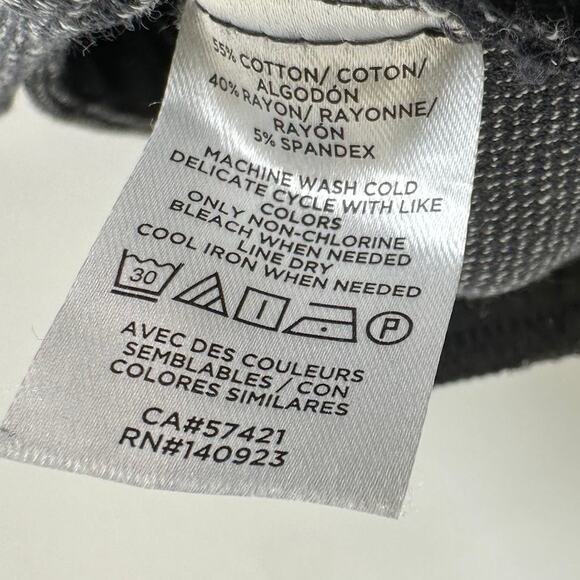 55% COTTON/ COTON/
ALGODÓN
40% RAYON/ RAYONNE/
RAYÓN
5% SPANDEX
MACHINE WASH COLD
DELICATE CYCLE WITH LIKE
COLORS
ONLY NON-CHLORINE
BLEACH WHEN NEEDED
LINE DRY
COOL IRON WHEN NEEDED
30 P
AVEC DES COULEURS
SEMBLABLES / CON
COLORES SIMILARES
CA#57421
RN#140923